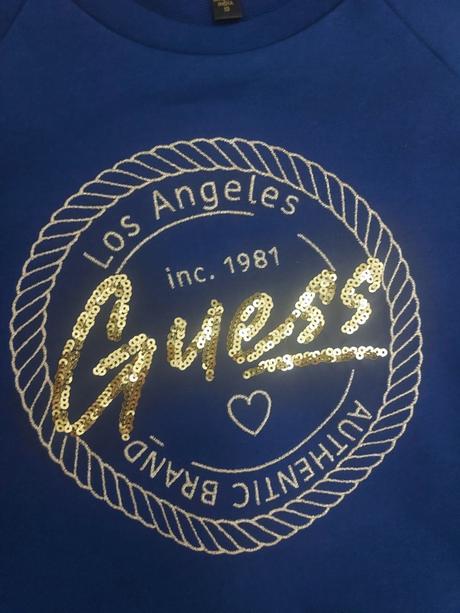 Los Angeles
inc. 1981
Guess
AUTHENTIC BRAND